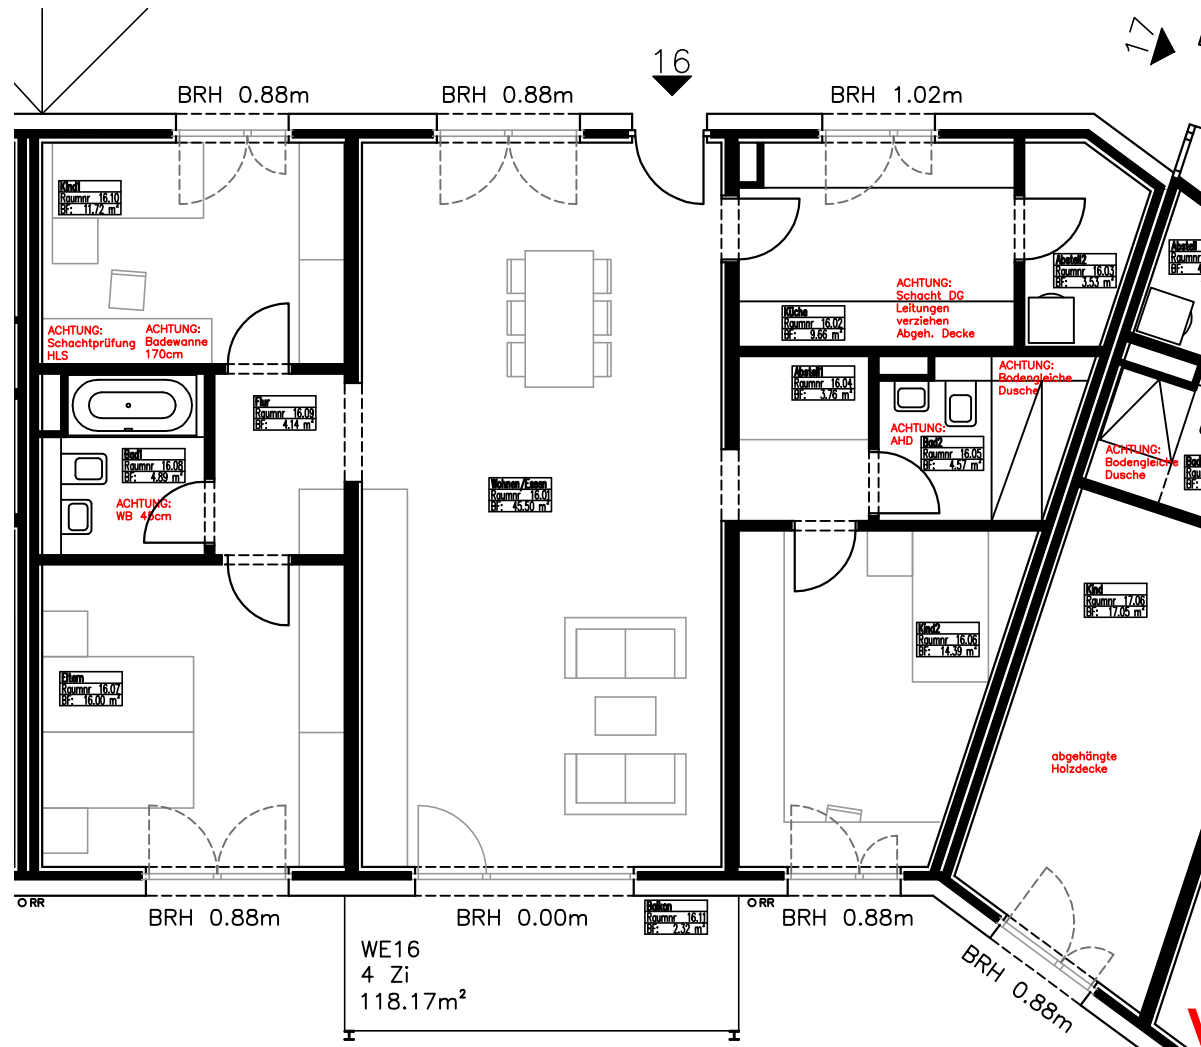 16
17
BRH 0.88m
BRH 0.88m
BRH 1.02m
Kind1
Raumnr 16.10
BF: 11.72 m²
ACHTUNG:
Schachtprüfung
HLS
ACHTUNG:
Badewanne
170cm
Flur
Raumnr 16.09
BF: 4.14 m²
Bad1
Raumnr 16.08
BF: 4.89 m²
ACHTUNG:
WB 45cm
Eltern
Raumnr 16.07
BF: 16.00 m²
Wohnen/Essen
Raumnr 16.01
BF: 45.50 m²
Küche
Raumnr 16.02
BF: 9.66 m²
ACHTUNG:
Schacht DG
Leitungen
verziehen
Abgeh. Decke
Abstell2
Raumnr 16.03
BF: 3.53 m²
Abstell
Raumnr
Abstell1
Raumnr 16.04
BF: 3.76 m²
ACHTUNG:
Bodengleiche
Dusche
ACHTUNG:
AHD
Bad2
Raumnr 16.05
BF: 4.57 m²
ACHTUNG:
Bodengleiche
Dusche
Bad
BF:
Kind
Raumnr 17.06
BF: 17.05 m²
Kind2
Raumnr 16.06
BF: 14.39 m²
abgehängte
Holzdecke
RR
BRH 0.88m
BRH 0.00m
Balkon
Raumnr 16.11
BF: 2.32 m²
RR
BRH 0.88m
BRH 0.88m
WE16
4 Zi
118.17m²